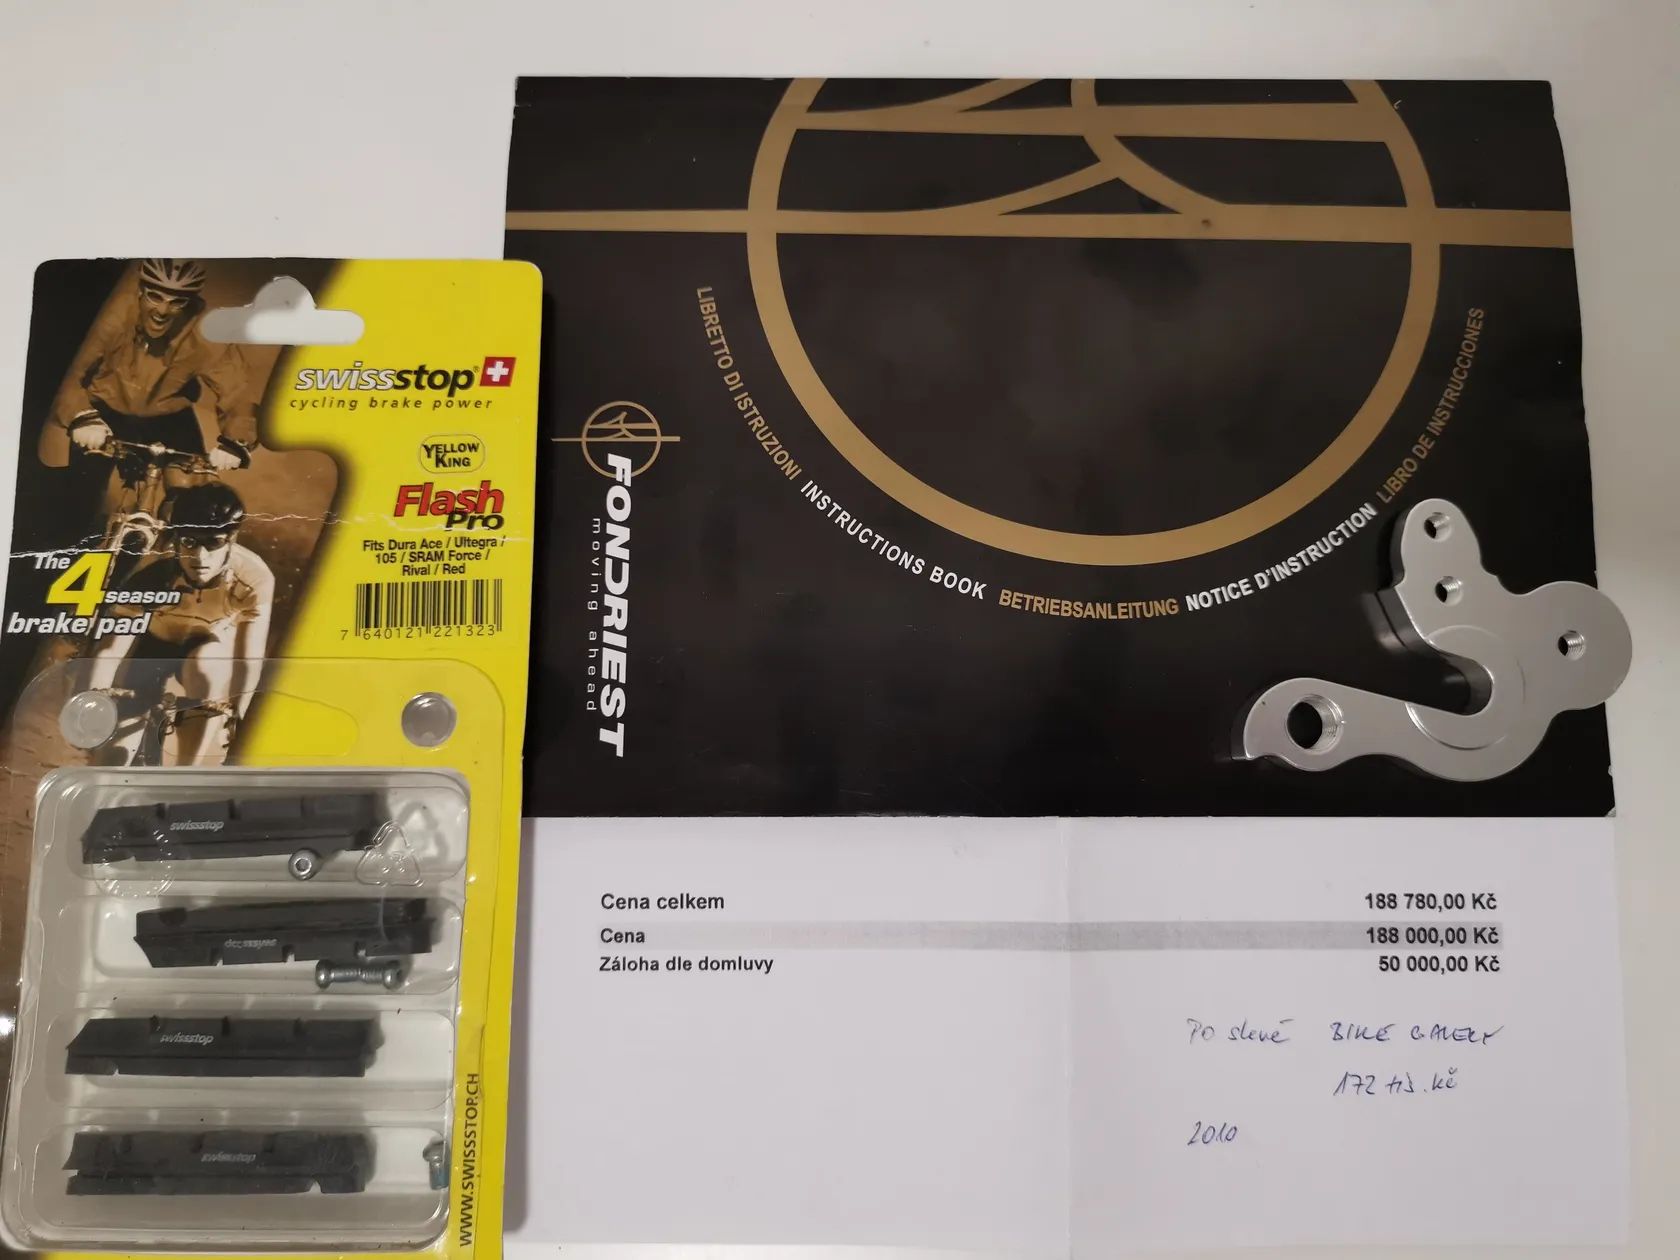 swissstop
cycling brake power
YELLOW
KING
Flash
Pro
Fits Dura Ace / Ultegra /
105 / SRAM Force /
Rival / Red
7 640121 221323
The
4 season
brake pad
swissstop
swissstop
swissstop
swissstop
WWW.SWISSSTOP.CH
FONDRIEST
moving ahead
LIBRETTO DI ISTRUZIONI INSTRUCTIONS BOOK BETRIEBSANLEITUNG NOTICE D'INSTRUCTION LIBRO DE INSTRUCCIONES
Cena celkem 188 780,00 Kč
Cena 188 000,00 Kč
Záloha dle domluvy 50 000,00 Kč
Po slevě BIKE GALERY
172 tis. Kč
2010